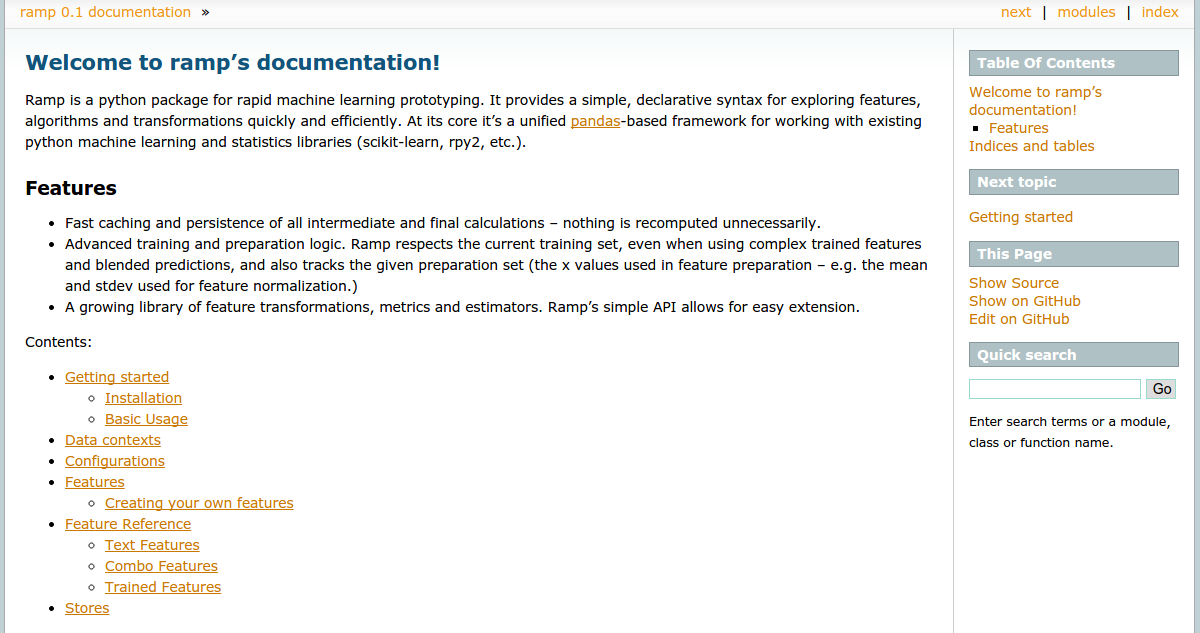 ramp 0.1 documentation »
next | modules | index
Welcome to ramp’s documentation!
Ramp is a python package for rapid machine learning prototyping. It provides a simple, declarative syntax for exploring features,
algorithms and transformations quickly and efficiently. At its core it’s a unified pandas-based framework for working with existing
python machine learning and statistics libraries (scikit-learn, rpy2, etc.).
Features
• Fast caching and persistence of all intermediate and final calculations – nothing is recomputed unnecessarily.
• Advanced training and preparation logic. Ramp respects the current training set, even when using complex trained features
and blended predictions, and also tracks the given preparation set (the x values used in feature preparation – e.g. the mean
and stdev used for feature normalization.)
• A growing library of feature transformations, metrics and estimators. Ramp’s simple API allows for easy extension.
Contents:
• Getting started
◦ Installation
◦ Basic Usage
• Data contexts
• Configurations
• Features
◦ Creating your own features
• Feature Reference
◦ Text Features
◦ Combo Features
◦ Trained Features
• Stores
Table Of Contents
Welcome to ramp’s
documentation!
▪ Features
Indices and tables
Next topic
Getting started
This Page
Show Source
Show on GitHub
Edit on GitHub
Quick search
Go
Enter search terms or a module,
class or function name.